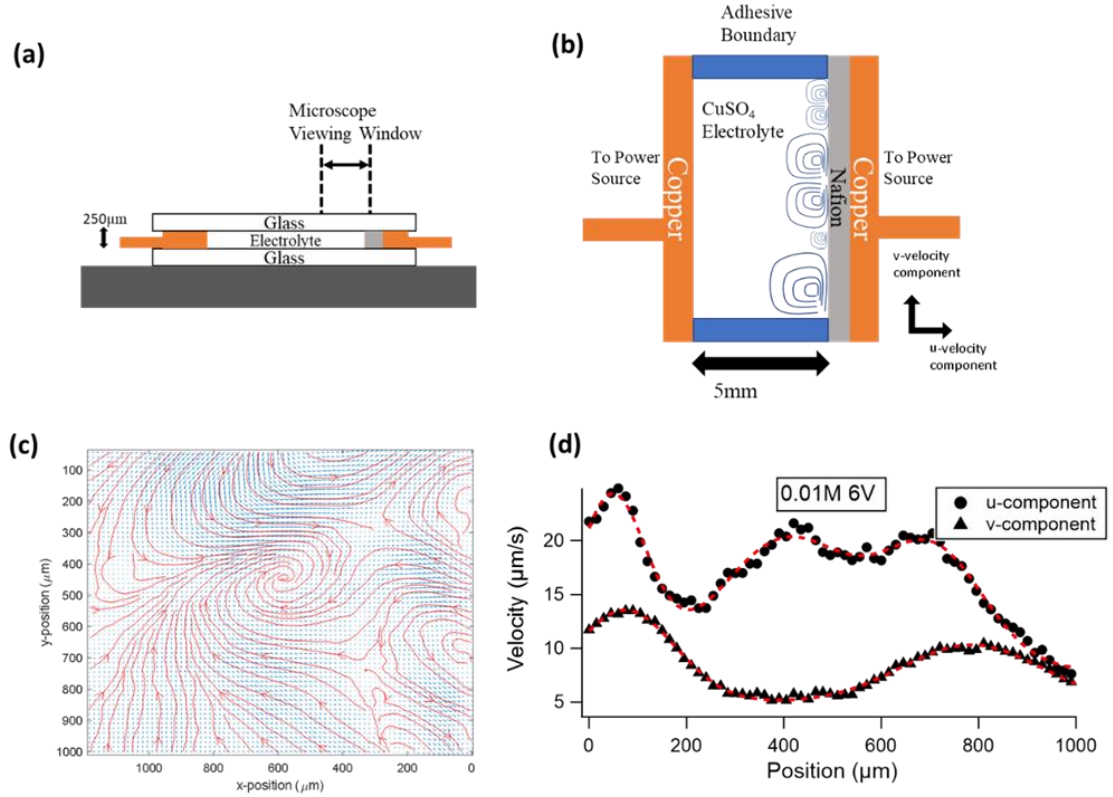 (a)
Microscope
Viewing Window
250µm
Glass
Electrolyte
Glass
(b)
Adhesive
Boundary
CuSO4
Electrolyte
To Power
Source
Copper
Nafion
Copper
To Power
Source
v-velocity
component
u-velocity
component
5mm
(c)
y-position (µm)
100
200
300
400
500
600
700
800
900
1000
1000
800
600
400
200
0
x-position (µm)
(d)
0.01M 6V
u-component
v-component
Velocity (µm/s)
20
15
10
5
0
200
400
600
800
1000
Position (µm)